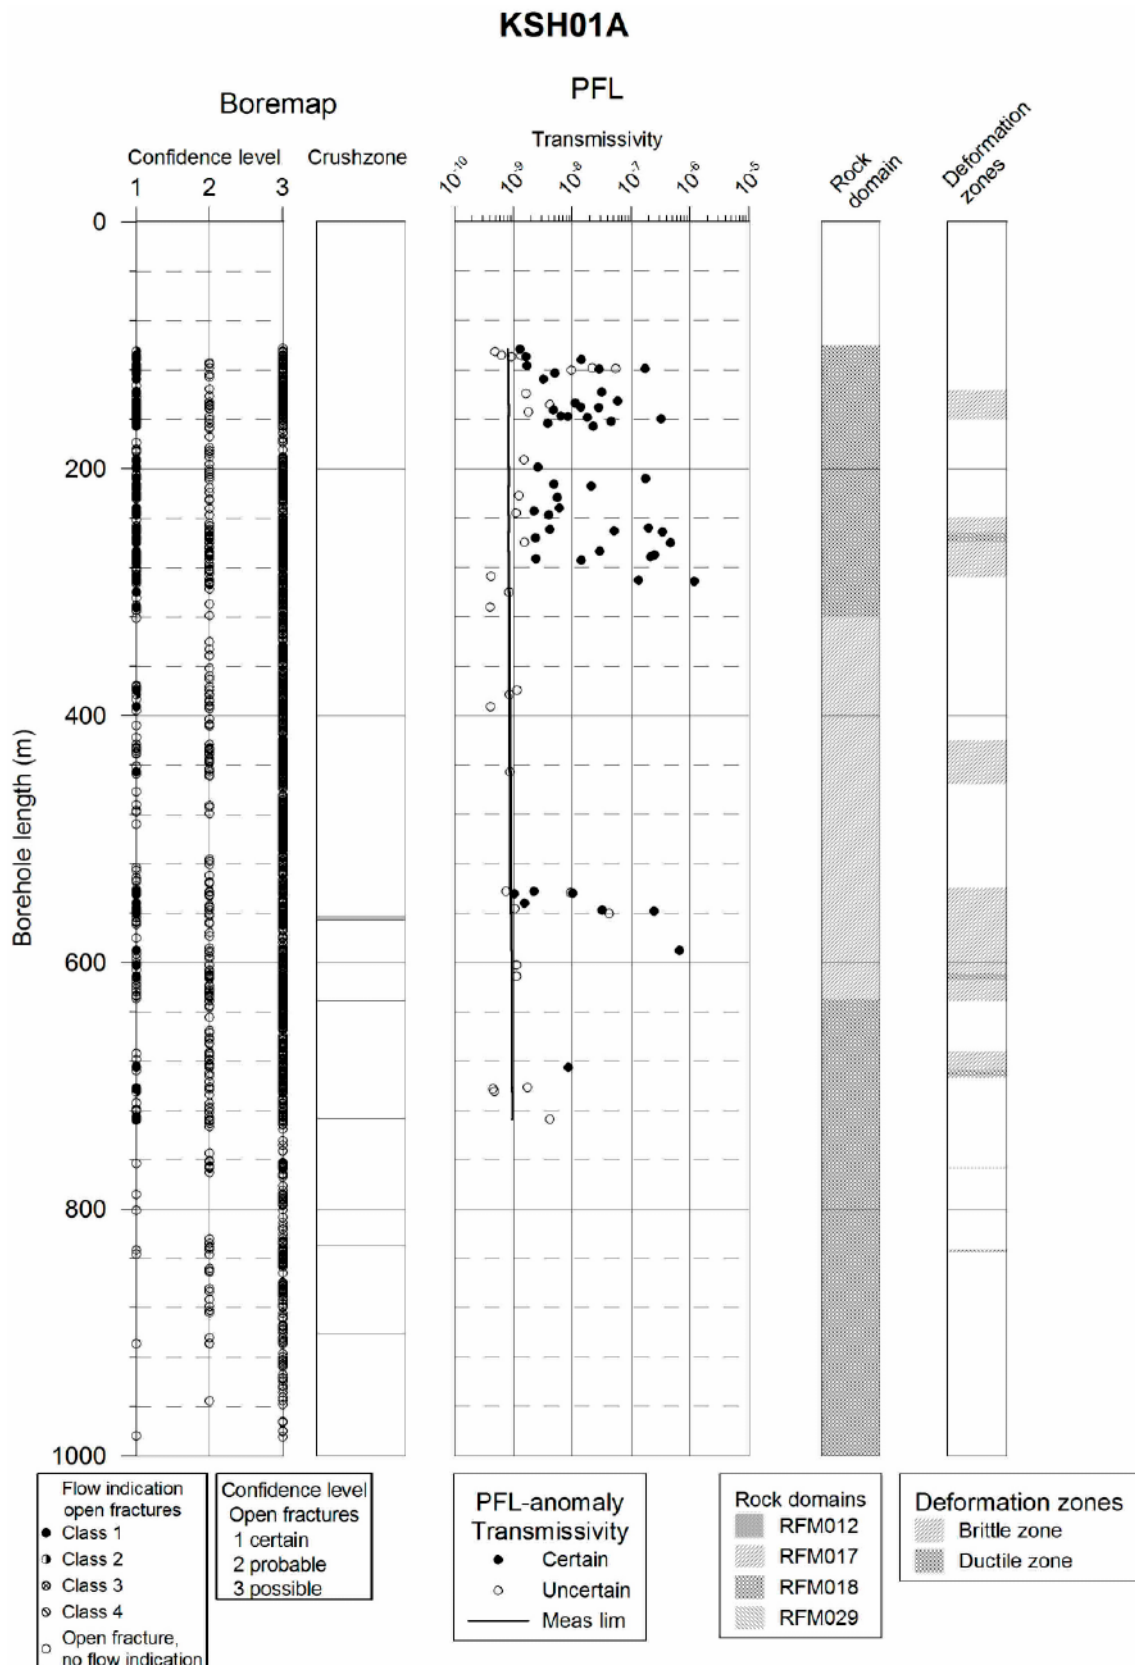 KSH01A
Boremap
PFL
Confidence level
Crushzone
Transmissivity
Rock
domain
Deformation
zones
1 2 3
10-10 10-9 10-8 10-7 10-6 10-5
0
200
400
600
800
1000
Borehole length (m)
Flow indication
open fractures
Class 1
Class 2
Class 3
Class 4
Open fracture,
no flow indication
Confidence level
Open fractures
1 certain
2 probable
3 possible
PFL-anomaly
Transmissivity
Certain
Uncertain
Meas lim
Rock domains
RFM012
RFM017
RFM018
RFM029
Deformation zones
Brittle zone
Ductile zone